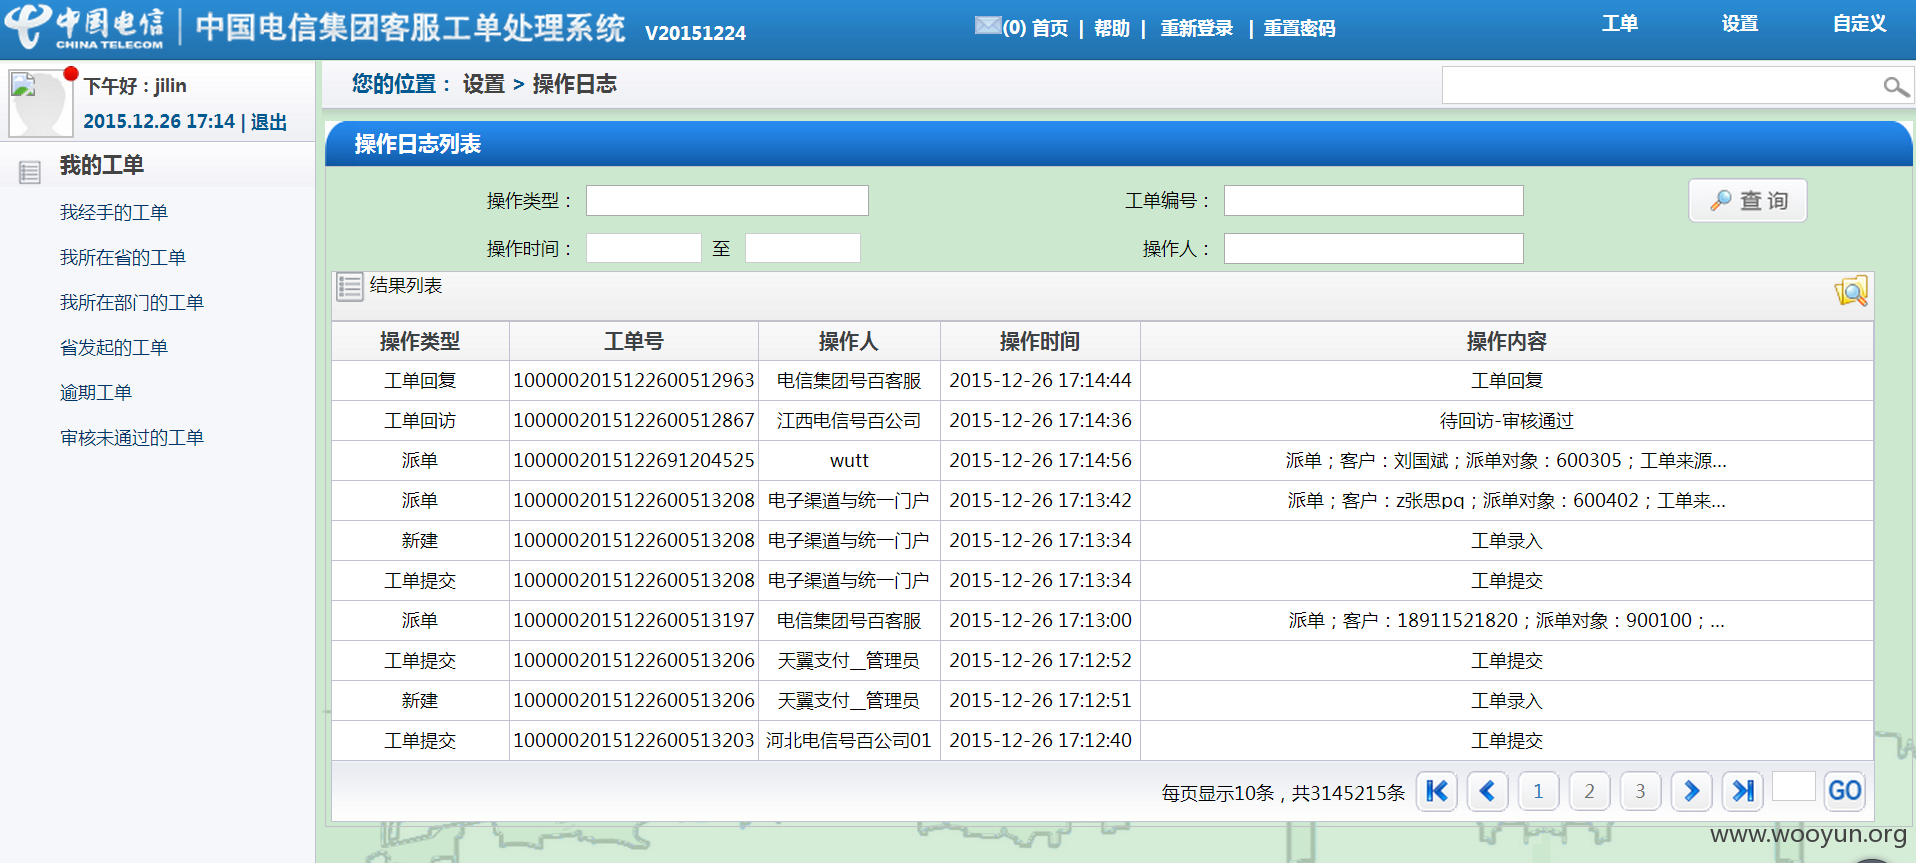 中国电信 CHINA TELECOM 中国电信集团客服工单处理系统 V20151224
(0) 首页 | 帮助 | 重新登录 | 重置密码
工单 设置 自定义
下午好：jilin
2015.12.26 17:14 | 退出
我的工单
我经手的工单
我所在省的工单
我所在部门的工单
省发起的工单
逾期工单
审核未通过的工单
您的位置： 设置 > 操作日志
操作日志列表
操作类型： 工单编号： 查 询
操作时间： 至 操作人：
结果列表
操作类型 工单号 操作人 操作时间 操作内容
工单回复 1000002015122600512963 电信集团号百客服 2015-12-26 17:14:44 工单回复
工单回访 1000002015122600512867 江西电信号百公司 2015-12-26 17:14:36 待回访-审核通过
派单 1000002015122691204525 wutt 2015-12-26 17:14:56 派单；客户：刘国斌；派单对象：600305；工单来源...
派单 1000002015122600513208 电子渠道与统一门户 2015-12-26 17:13:42 派单；客户：z张思pq；派单对象：600402；工单来...
新建 1000002015122600513208 电子渠道与统一门户 2015-12-26 17:13:34 工单录入
工单提交 1000002015122600513208 电子渠道与统一门户 2015-12-26 17:13:34 工单提交
派单 1000002015122600513197 电信集团号百客服 2015-12-26 17:13:00 派单；客户：18911521820；派单对象：900100；...
工单提交 1000002015122600513206 天翼支付__管理员 2015-12-26 17:12:52 工单提交
新建 1000002015122600513206 天翼支付__管理员 2015-12-26 17:12:51 工单录入
工单提交 1000002015122600513203 河北电信号百公司01 2015-12-26 17:12:40 工单提交
每页显示10条，共3145215条 1 2 3 GO
www.wooyun.org